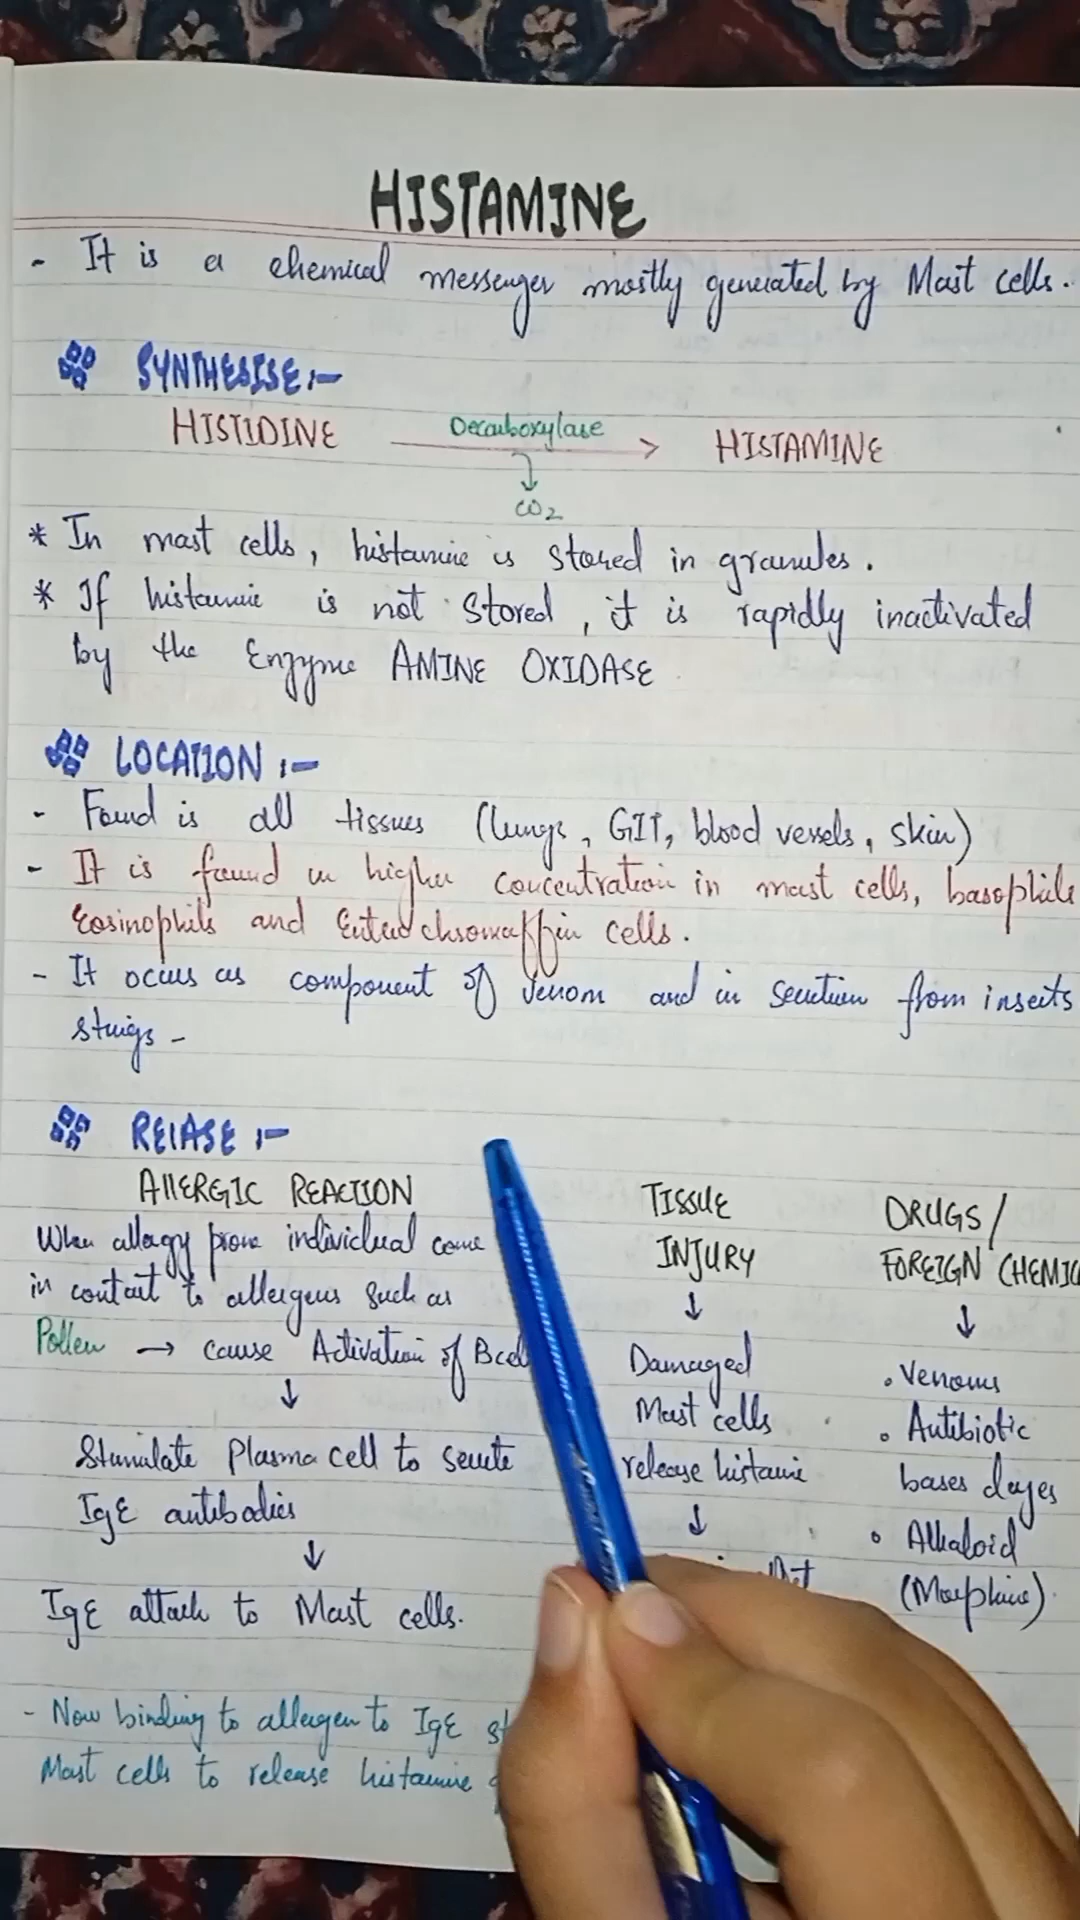 HISTAMINE
- It is a chemical messenger mostly generated by Mast cells.
SYNTHESISE :-
HISTIDINE Decarboxylase → HISTAMINE
↓
CO2
* In mast cells, histamine is stored in granules.
* If histamine is not stored, it is rapidly inactivated
by the Enzyme AMINE OXIDASE
LOCATION :-
- Found is all tissues (lungs, GIT, blood vessels, skin)
- It is found in higher concentration in mast cells, basophils
Eosinophils and Enterochromaffin cells.
- It occurs as component of venom and in secretion from insects
stings -
RELASE :-
ALLERGIC REACTION
When allergy prone individual come
in contact to allergens such as
Pollen → cause Activation of B cel
↓
Stimulate Plasma cell to secrete
IgE antibodies
↓
IgE attach to Mast cells.
- Now binding to allergen to IgE st
Mast cells to release histamine
TISSUE
INJURY
↓
Damaged
Mast cells
release histamine
↓
DRUGS/
FOREIGN CHEMIC
↓
• Venoms
• Antibiotic
bases dayes
• Alkaloid
(Morphine)